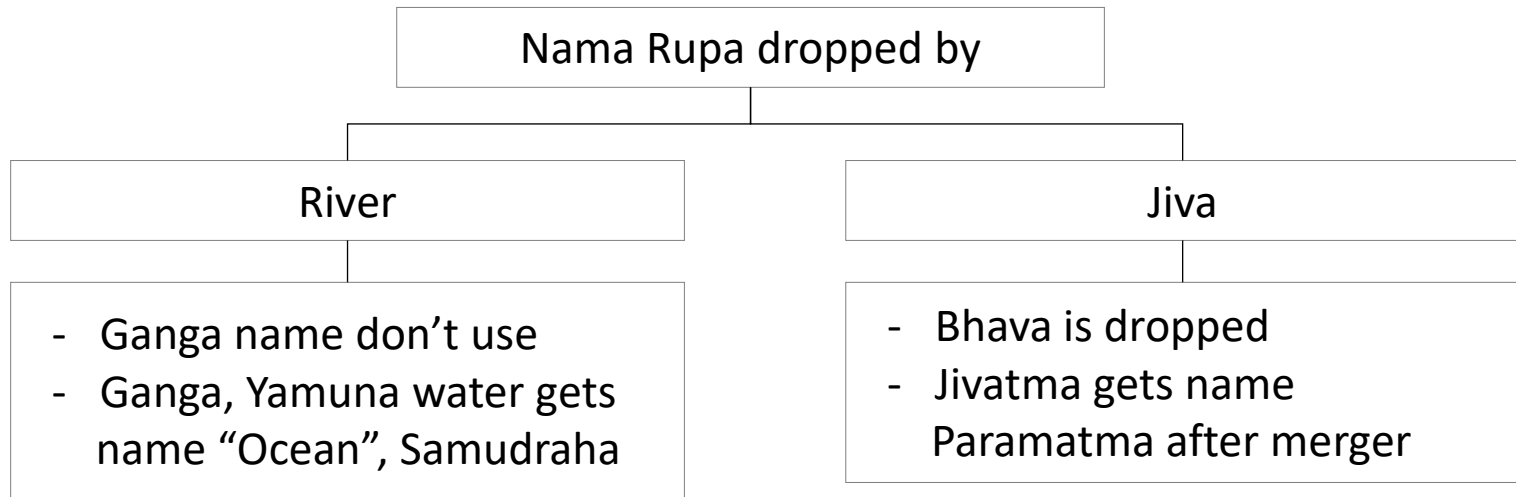 Nama Rupa dropped by
River
Jiva
- Ganga name don’t use
- Ganga, Yamuna water gets
name “Ocean”, Samudraha
- Bhava is dropped
- Jivatma gets name
Paramatma after merger